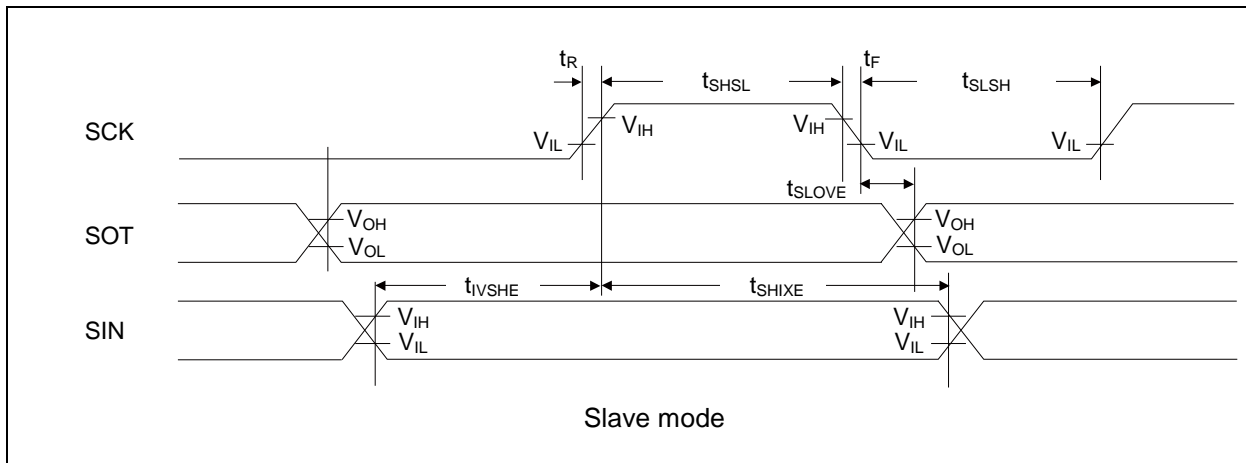 tR tF
tSHSL tSLSH
SCK
VIH VIH
VIL VIL VIL
tSLOVE
SOT
VOH VOH
VOL VOL
tIVSHE tSHIXE
SIN
VIH VIH
VIL VIL
Slave mode